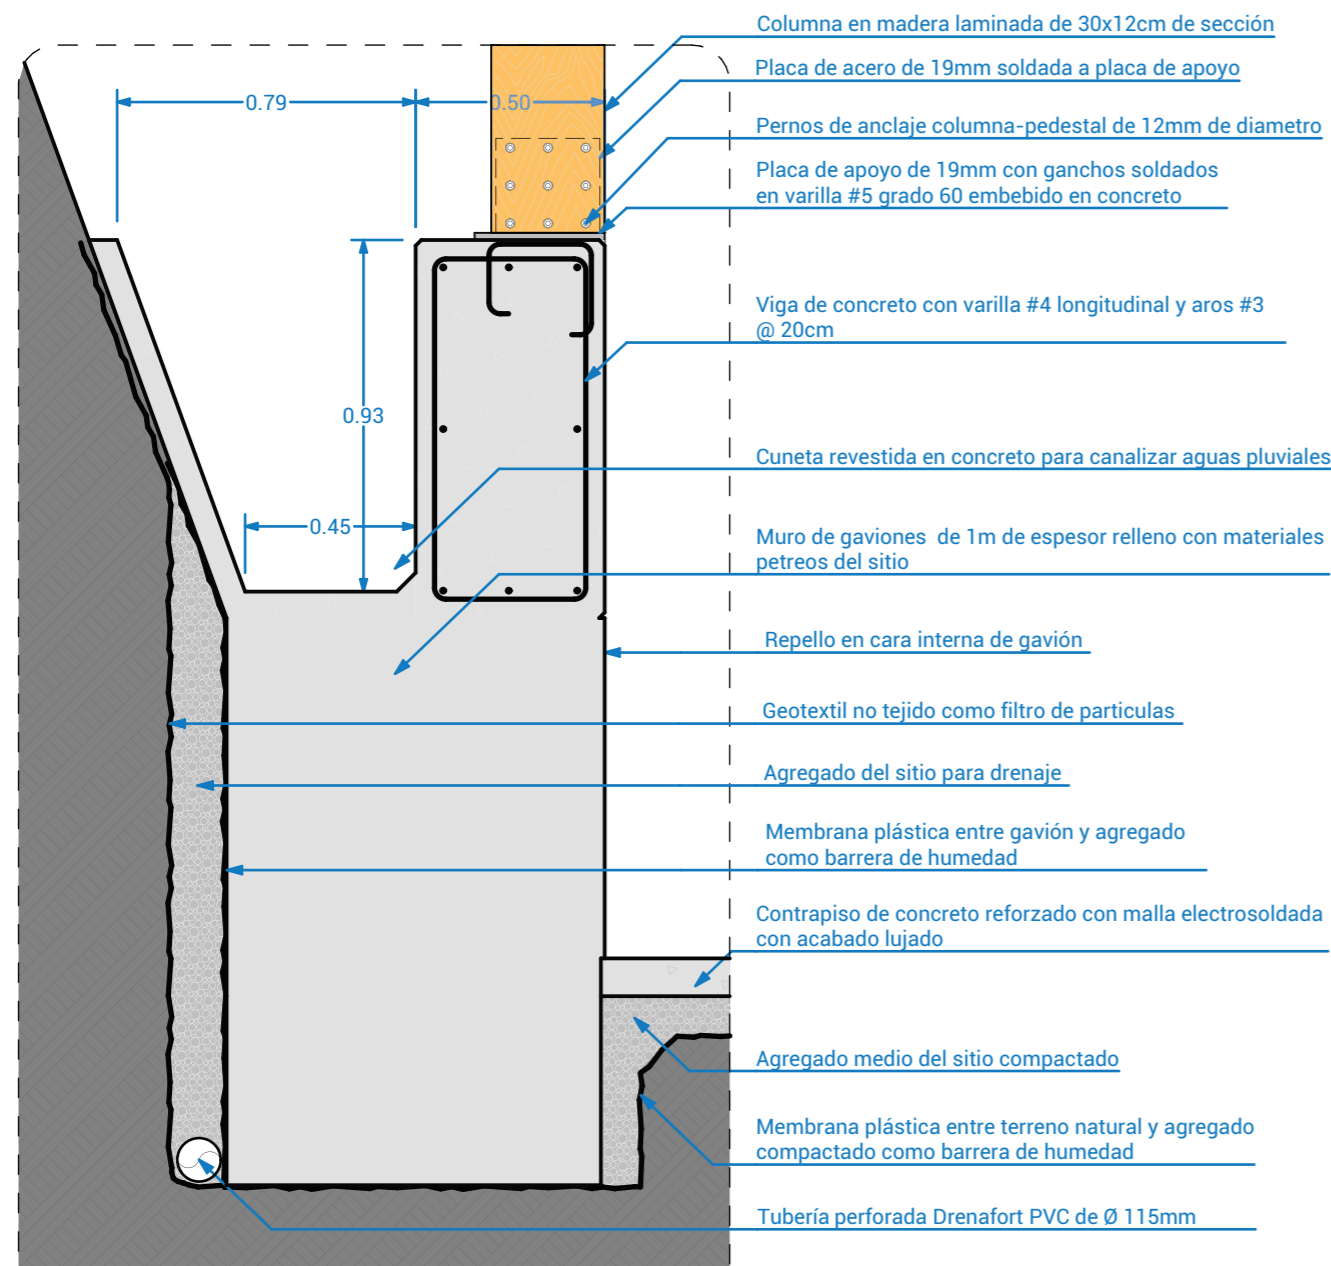 Columna en madera laminada de 30x12cm de sección
Placa de acero de 19mm soldada a placa de apoyo
0.79
0.50
Pernos de anclaje columna-pedestal de 12mm de diametro
Placa de apoyo de 19mm con ganchos soldados
en varilla #5 grado 60 embebido en concreto
Viga de concreto con varilla #4 longitudinal y aros #3
@ 20cm
0.93
Cuneta revestida en concreto para canalizar aguas pluviales
0.45
Muro de gaviones de 1m de espesor relleno con materiales
petreos del sitio
Repello en cara interna de gavión
Geotextil no tejido como filtro de particulas
Agregado del sitio para drenaje
Membrana plástica entre gavión y agregado
como barrera de humedad
Contrapiso de concreto reforzado con malla electrosoldada
con acabado lujado
Agregado medio del sitio compactado
Membrana plástica entre terreno natural y agregado
compactado como barrera de humedad
Tubería perforada Drenafort PVC de Ø 115mm